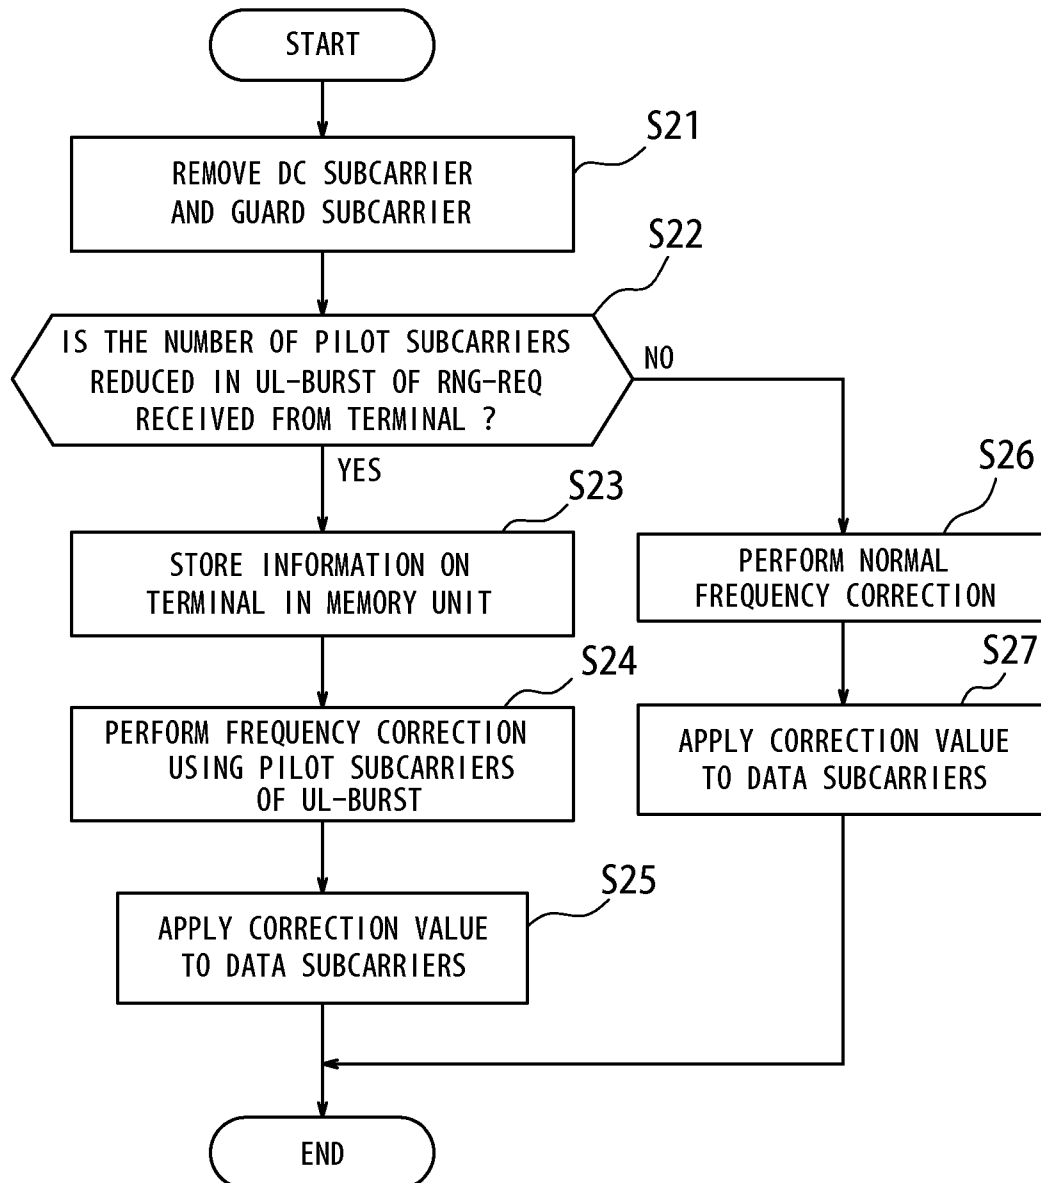 START
S21
REMOVE DC SUBCARRIER
AND GUARD SUBCARRIER
S22
IS THE NUMBER OF PILOT SUBCARRIERS
REDUCED IN UL-BURST OF RNG-REQ
RECEIVED FROM TERMINAL ?
NO
YES
S23
STORE INFORMATION ON
TERMINAL IN MEMORY UNIT
S26
PERFORM NORMAL
FREQUENCY CORRECTION
S24
PERFORM FREQUENCY CORRECTION
USING PILOT SUBCARRIERS
OF UL-BURST
S27
APPLY CORRECTION VALUE
TO DATA SUBCARRIERS
S25
APPLY CORRECTION VALUE
TO DATA SUBCARRIERS
END